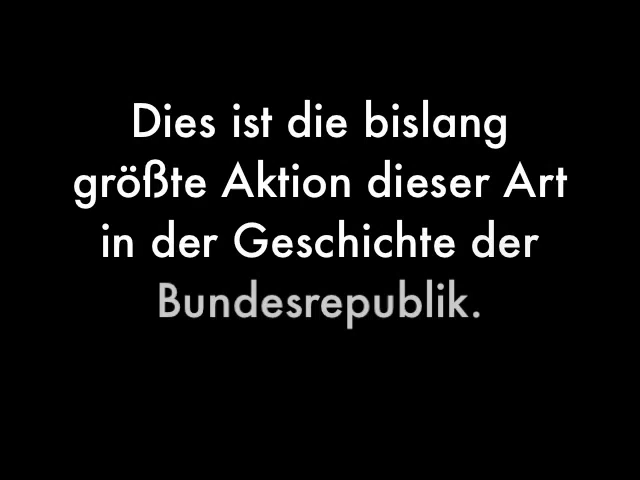 Dies ist die bislang
größte Aktion dieser Art
in der Geschichte der
Bundesrepublik.